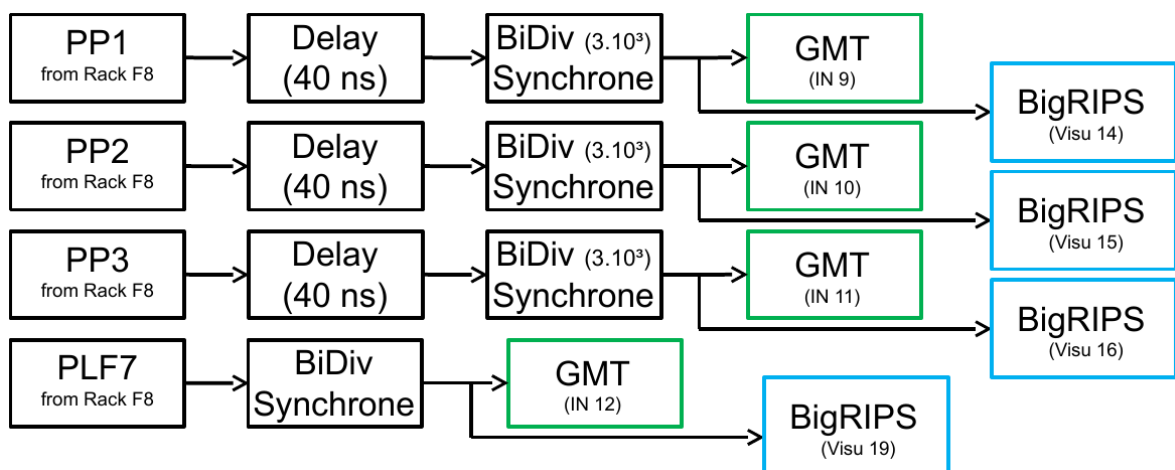 PP1
from Rack F8
Delay
(40 ns)
BiDiv (3.10³)
Synchrone
GMT
(IN 9)
BigRIPS
(Visu 14)
PP2
from Rack F8
Delay
(40 ns)
BiDiv (3.10³)
Synchrone
GMT
(IN 10)
BigRIPS
(Visu 15)
PP3
from Rack F8
Delay
(40 ns)
BiDiv (3.10³)
Synchrone
GMT
(IN 11)
BigRIPS
(Visu 16)
PLF7
from Rack F8
BiDiv
Synchrone
GMT
(IN 12)
BigRIPS
(Visu 19)